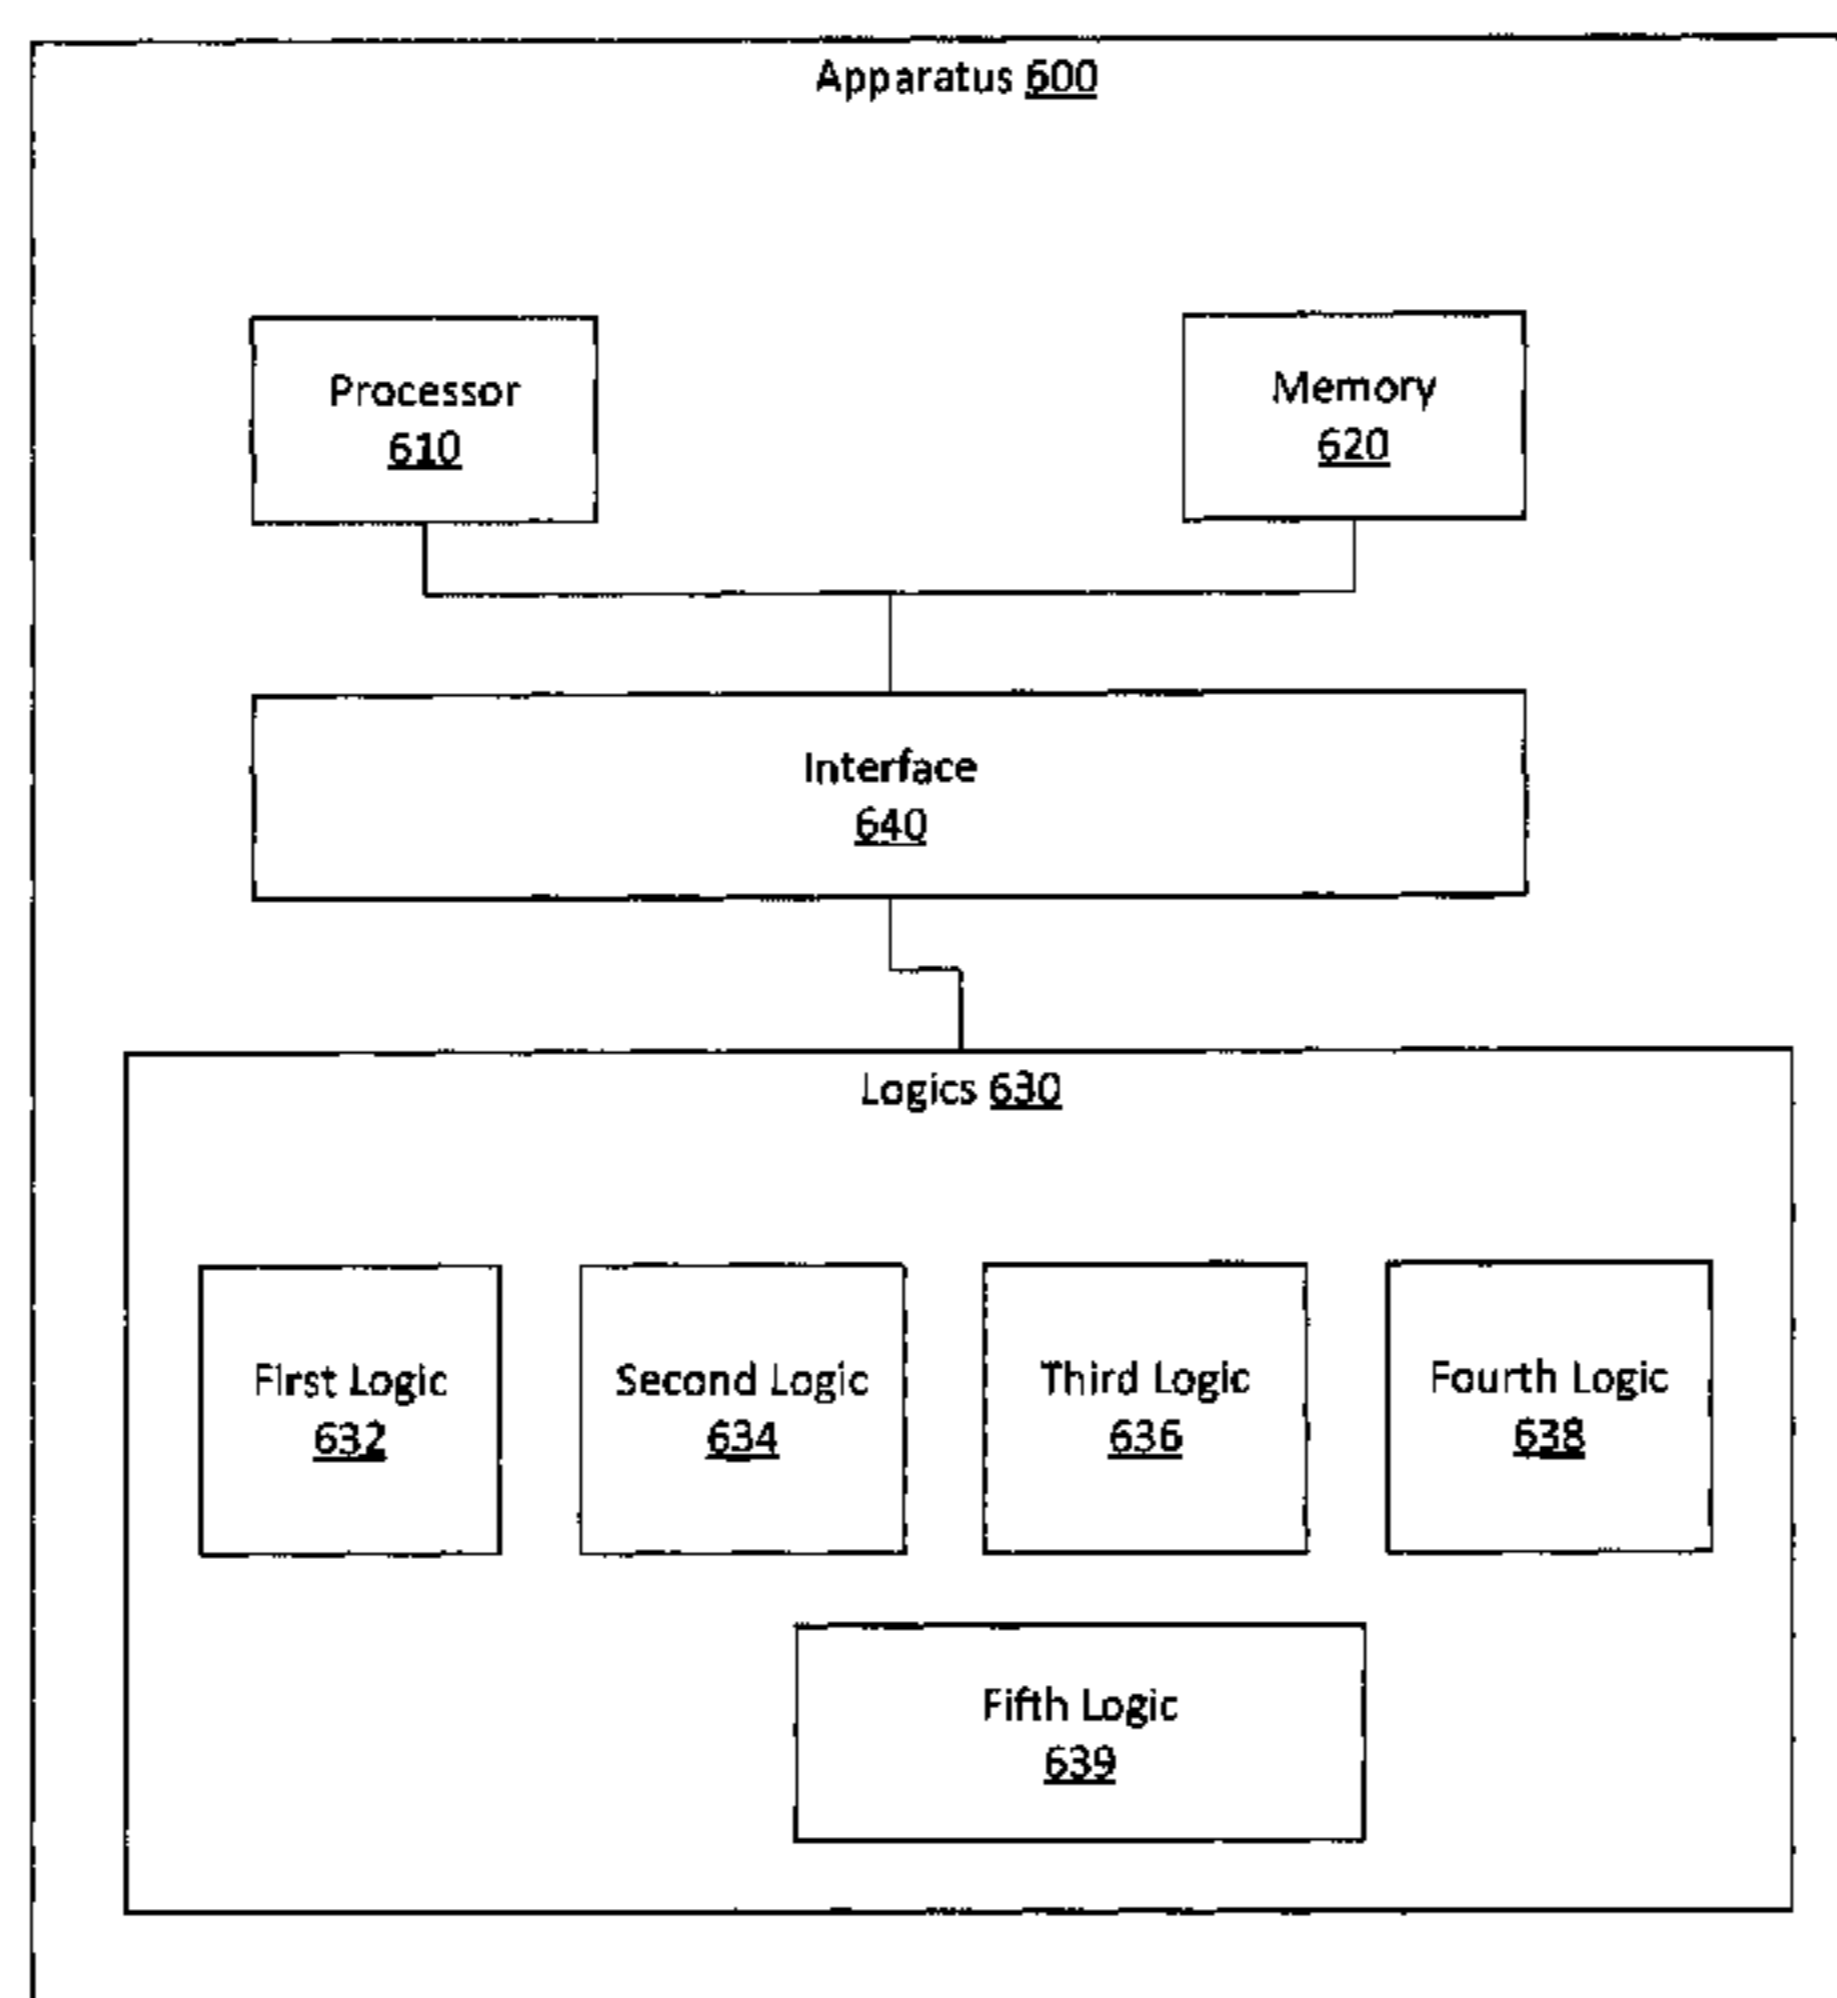 Apparatus 600
Processor
610
Memory
620
Interface
640
Logics 630
First Logic
632
Second Logic
634
Third Logic
636
Fourth Logic
638
Fifth Logic
639